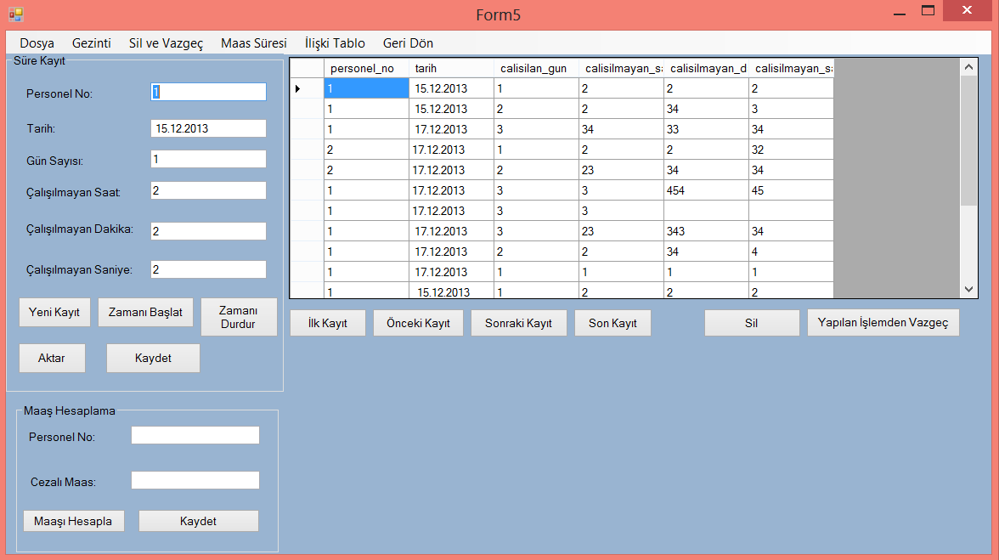 Form5
Dosya Gezinti Sil ve Vazgeç Maas Süresi İlişki Tablo Geri Dön
Süre Kayıt
Personel No: 1
Tarih: 15.12.2013
Gün Sayısı: 1
Çalışılmayan Saat: 2
Çalışılmayan Dakika: 2
Çalışılmayan Saniye: 2
Yeni Kayıt Zamanı Başlat Zamanı Durdur
Aktar Kaydet
personel_no tarih calisilan_gun calisilmayan_sa calisilmayan_d calisilmayan_sa
1 15.12.2013 1 2 2 2
1 15.12.2013 2 2 34 3
1 17.12.2013 3 34 33 34
2 17.12.2013 1 2 2 32
2 17.12.2013 2 23 34 34
1 17.12.2013 3 3 454 45
1 17.12.2013 3 3
1 17.12.2013 3 23 343 34
1 17.12.2013 2 2 34 4
1 17.12.2013 1 1 1 1
1 15.12.2013 1 2 2 2
İlk Kayıt Önceki Kayıt Sonraki Kayıt Son Kayıt Sil Yapılan İşlemden Vazgeç
Maaş Hesaplama
Personel No:
Cezalı Maas:
Maaşı Hesapla Kaydet